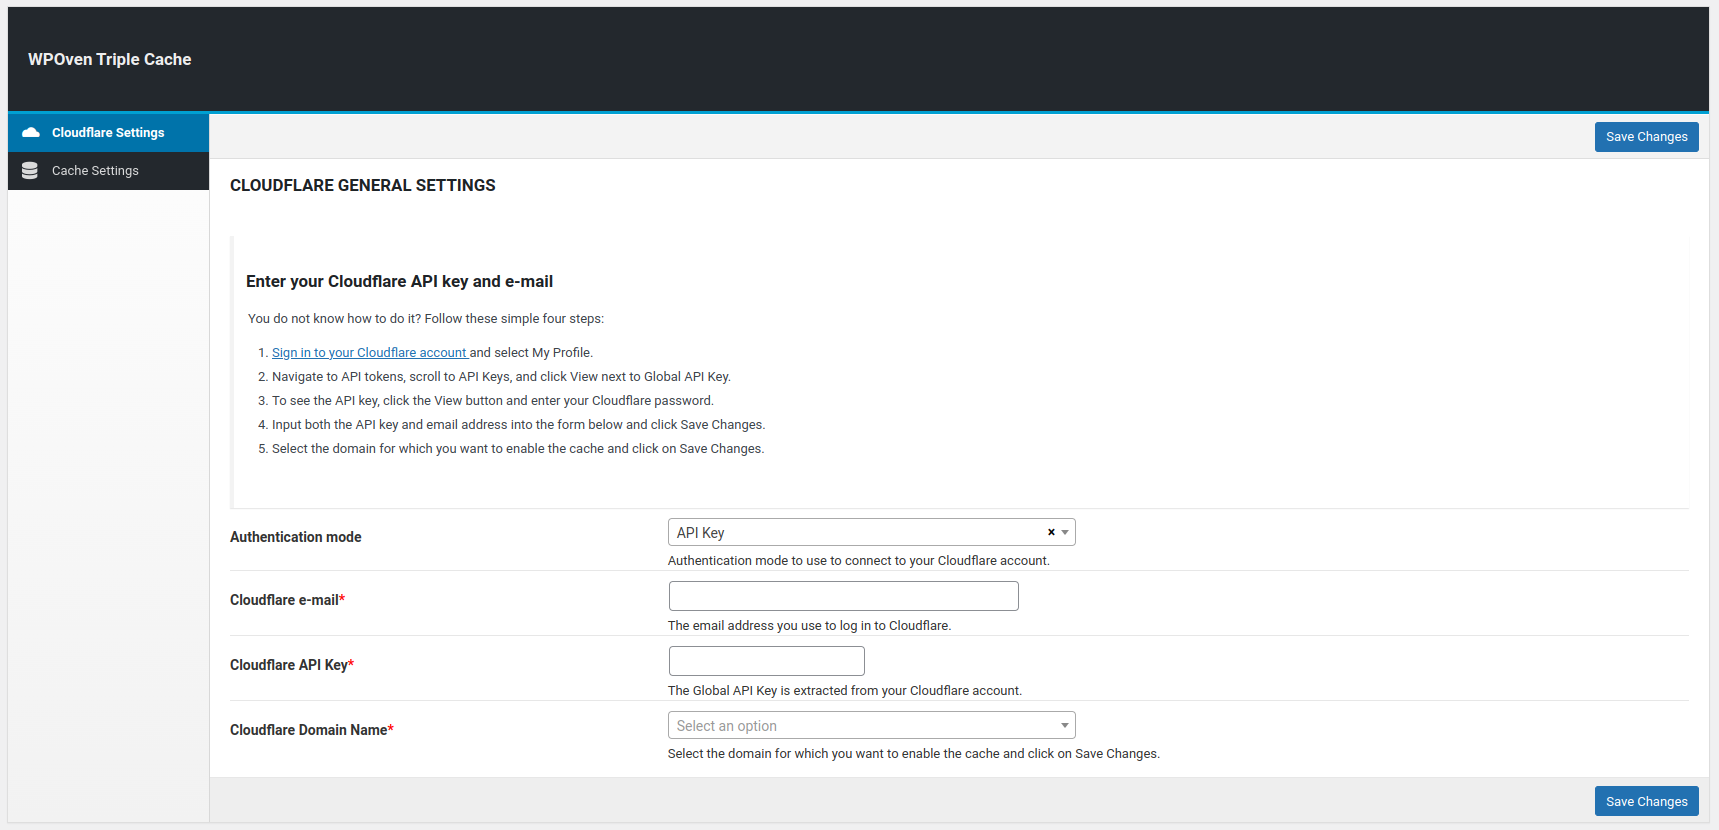 WPOven Triple Cache
Cloudflare Settings
Cache Settings
Save Changes
CLOUDFLARE GENERAL SETTINGS
Enter your Cloudflare API key and e-mail
You do not know how to do it? Follow these simple four steps:
1. Sign in to your Cloudflare account and select My Profile.
2. Navigate to API tokens, scroll to API Keys, and click View next to Global API Key.
3. To see the API key, click the View button and enter your Cloudflare password.
4. Input both the API key and email address into the form below and click Save Changes.
5. Select the domain for which you want to enable the cache and click on Save Changes.
Authentication mode
API Key ×
Authentication mode to use to connect to your Cloudflare account.
Cloudflare e-mail*
The email address you use to log in to Cloudflare.
Cloudflare API Key*
The Global API Key is extracted from your Cloudflare account.
Cloudflare Domain Name*
Select an option
Select the domain for which you want to enable the cache and click on Save Changes.
Save Changes